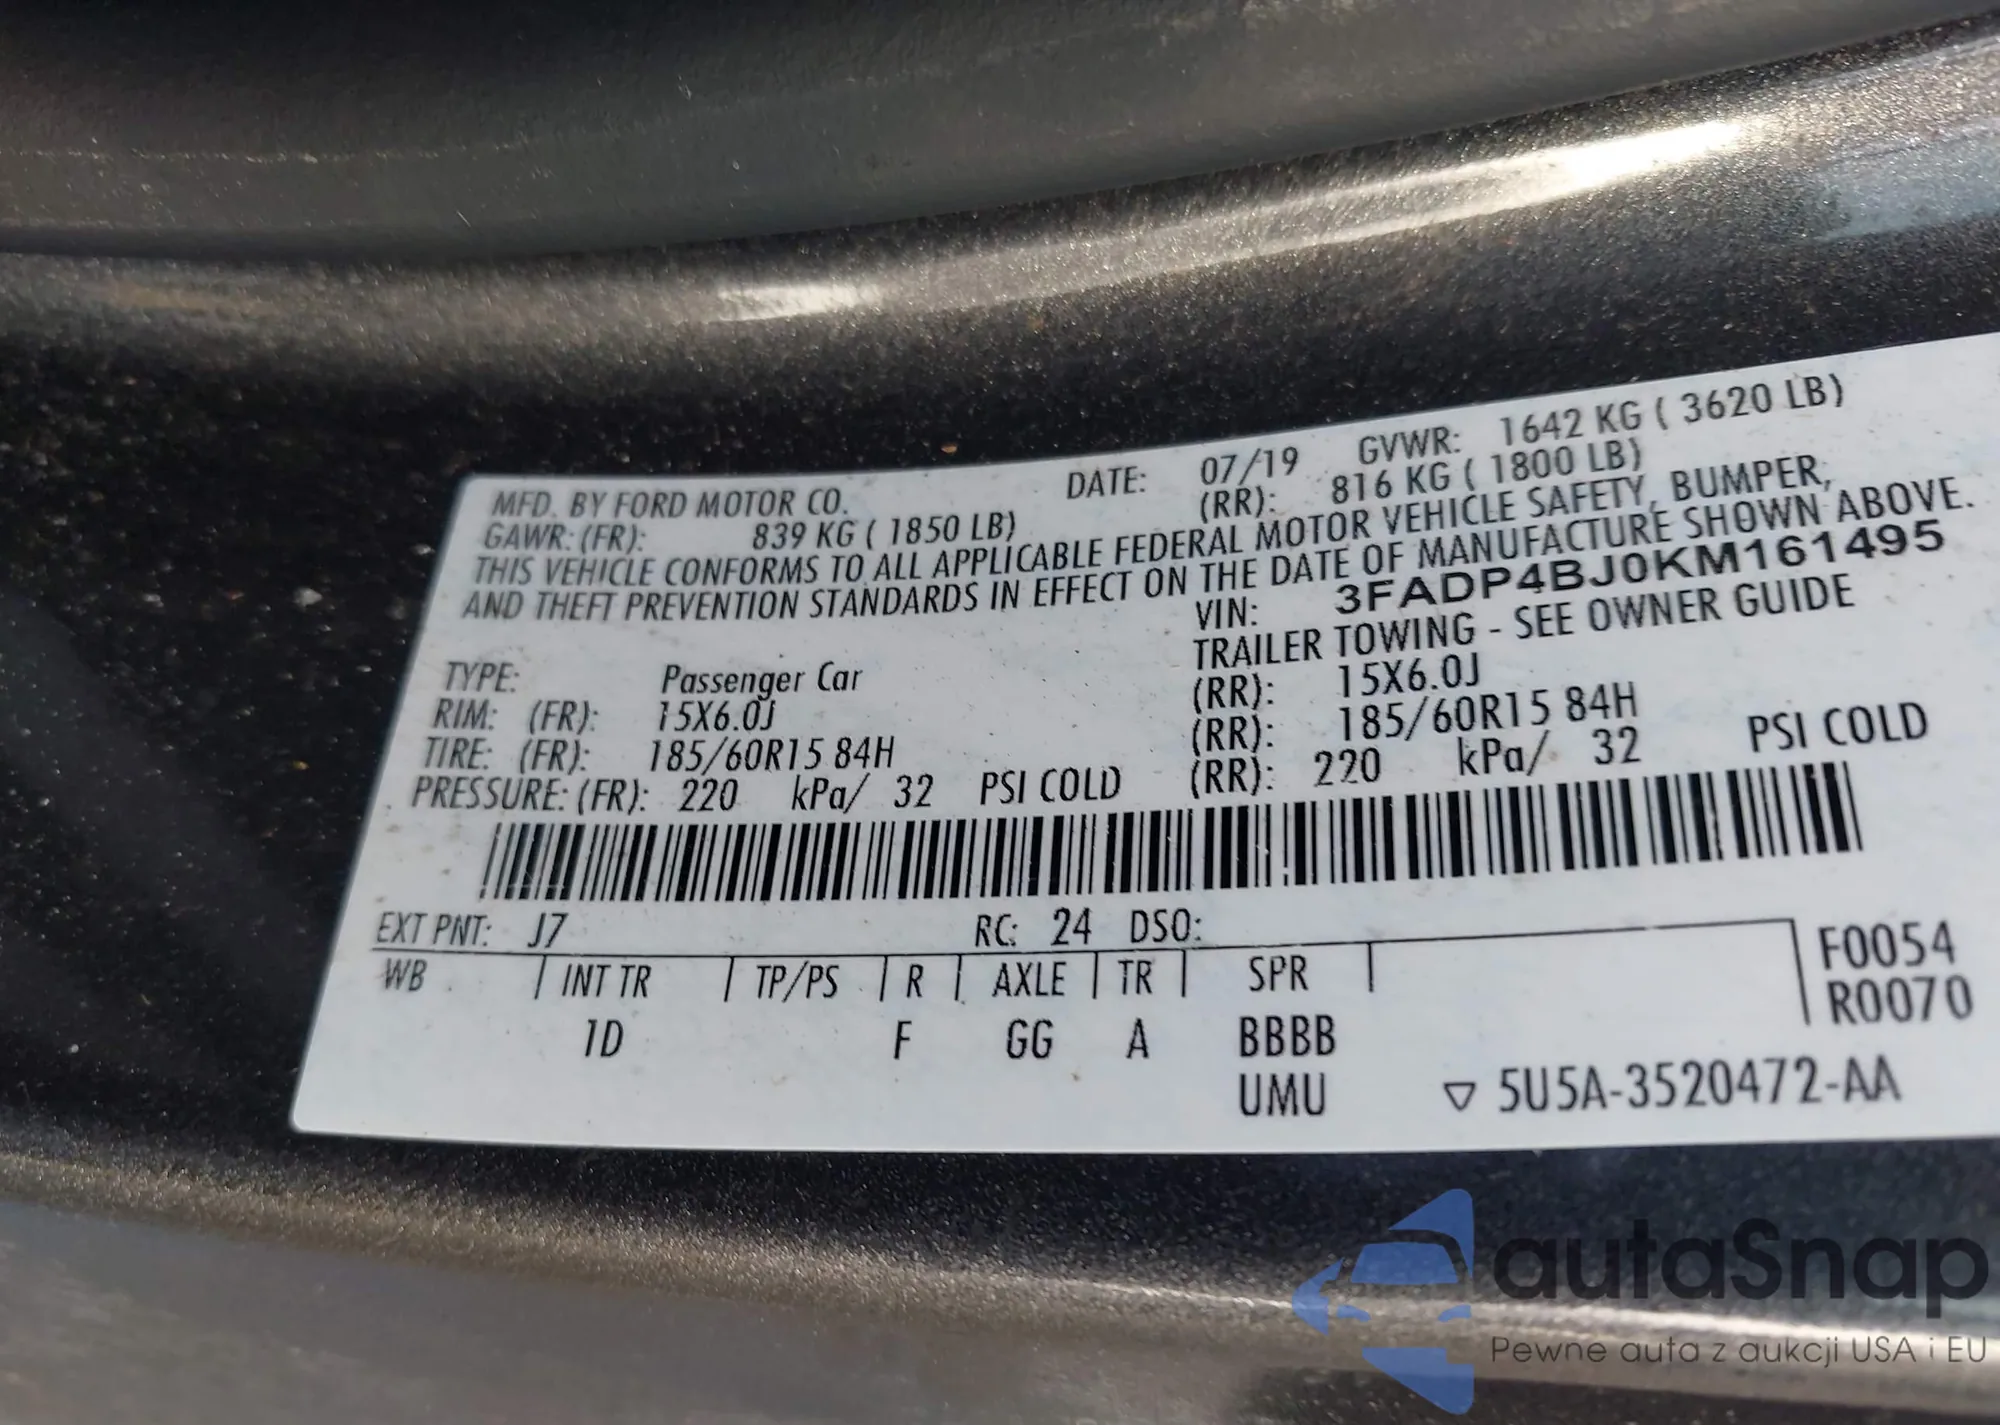 MFD. BY FORD MOTOR CO. DATE: 07/19 GVWR: 1642 KG ( 3620 LB)
GAWR: (FR): 839 KG ( 1850 LB) (RR): 816 KG ( 1800 LB)
THIS VEHICLE CONFORMS TO ALL APPLICABLE FEDERAL MOTOR VEHICLE SAFETY, BUMPER,
AND THEFT PREVENTION STANDARDS IN EFFECT ON THE DATE OF MANUFACTURE SHOWN ABOVE.
VIN: 3FADP4BJ0KM161495
TRAILER TOWING - SEE OWNER GUIDE
TYPE: Passenger Car
RIM: (FR): 15X6.0J (RR): 15X6.0J
TIRE: (FR): 185/60R15 84H (RR): 185/60R15 84H
PRESSURE: (FR): 220 kPa/ 32 PSI COLD (RR): 220 kPa/ 32 PSI COLD
EXT PNT: J7 RC: 24 DSO:
WB INT TR TP/PS R AXLE TR SPR
F0054
R0070
1D F GG A BBBB
UMU ▽ 5U5A-3520472-AA
autaSnap
Pewne auta z aukcji USA i EU